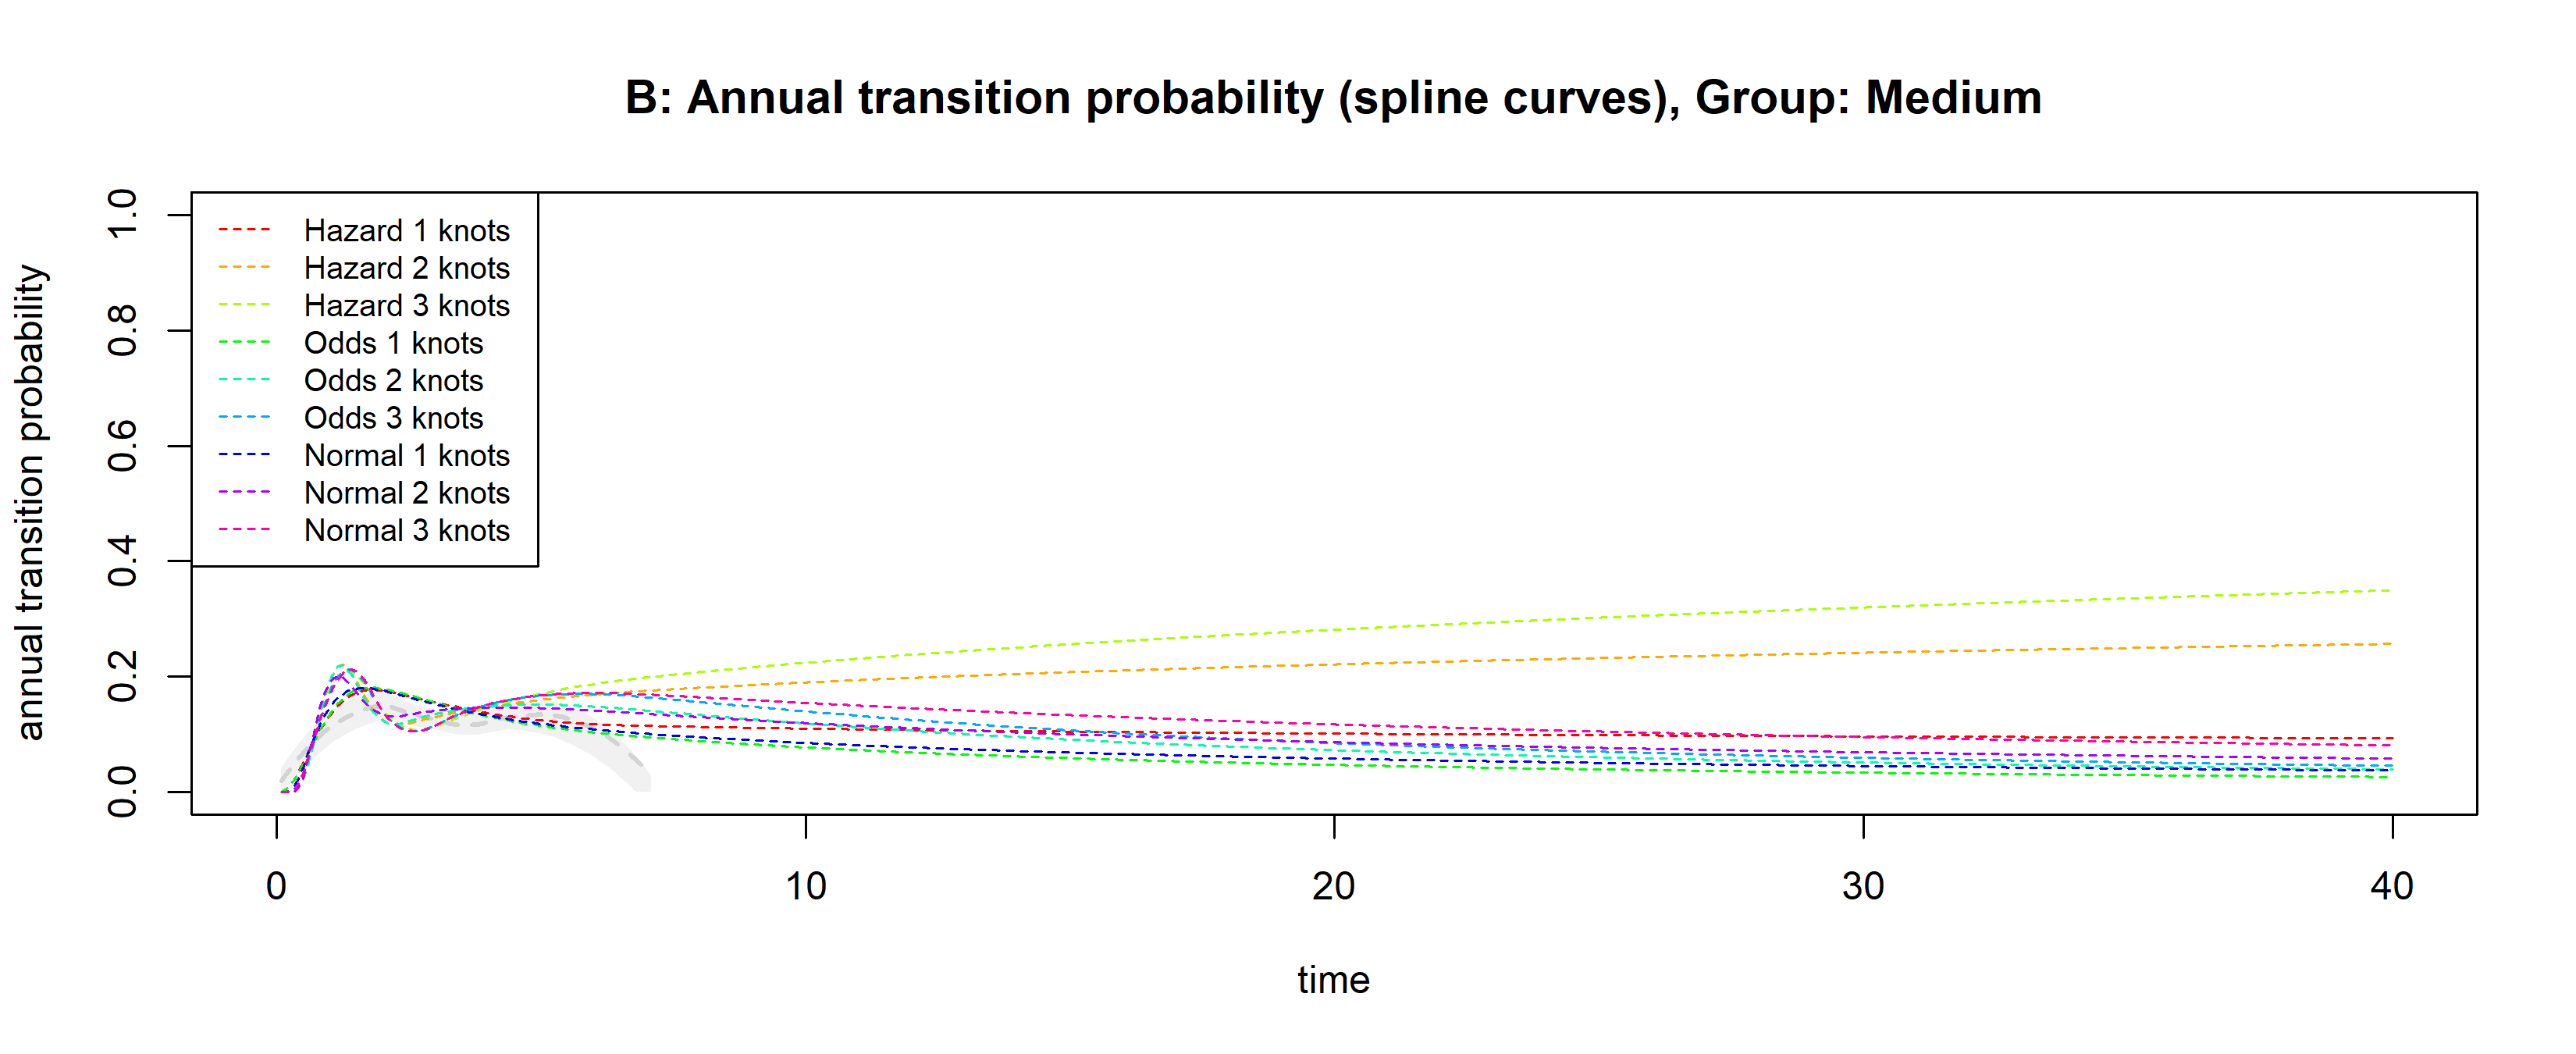 B: Annual transition probability (spline curves), Group: Medium
annual transition probability
1.0
0.8
0.6
0.4
0.2
0.0
Hazard 1 knots
Hazard 2 knots
Hazard 3 knots
Odds 1 knots
Odds 2 knots
Odds 3 knots
Normal 1 knots
Normal 2 knots
Normal 3 knots
0 10 20 30 40
time